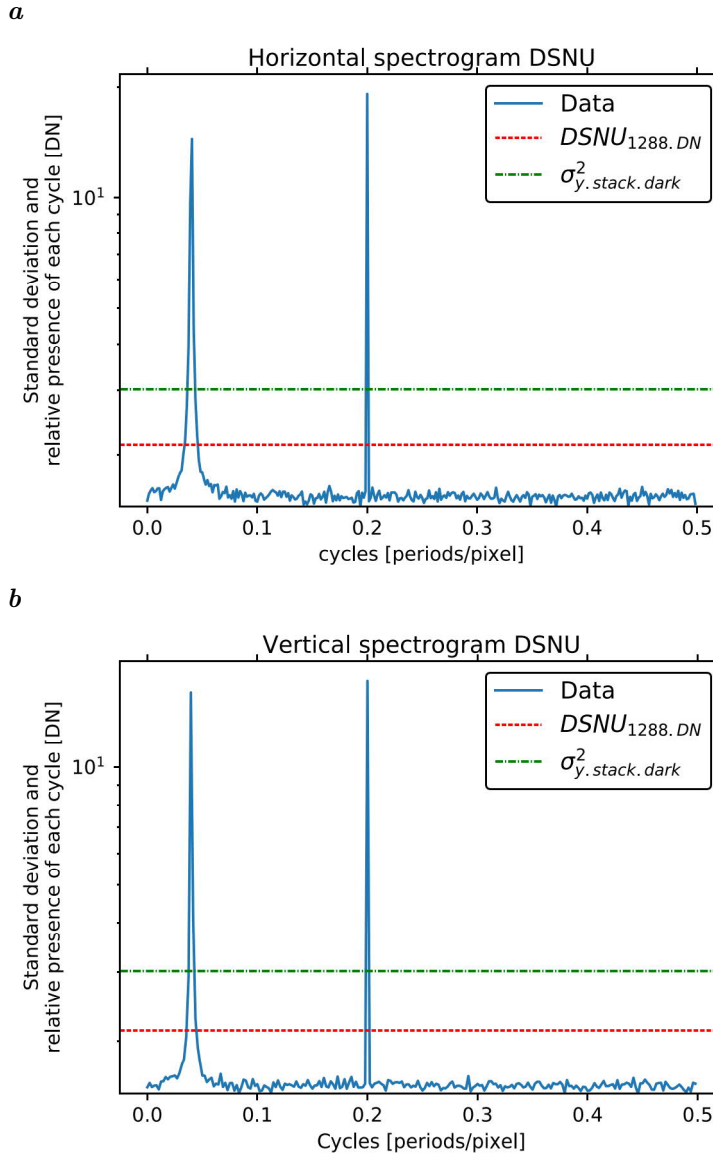 a
Horizontal spectrogram DSNU
Standard deviation and
relative presence of each cycle [DN]
10¹
Data
DSNU₁₂₈₈.DN
σ²y.stack.dark
0.0 0.1 0.2 0.3 0.4 0.5
cycles [periods/pixel]
b
Vertical spectrogram DSNU
Standard deviation and
relative presence of each cycle [DN]
10¹
Data
DSNU₁₂₈₈.DN
σ²y.stack.dark
0.0 0.1 0.2 0.3 0.4 0.5
Cycles [periods/pixel]